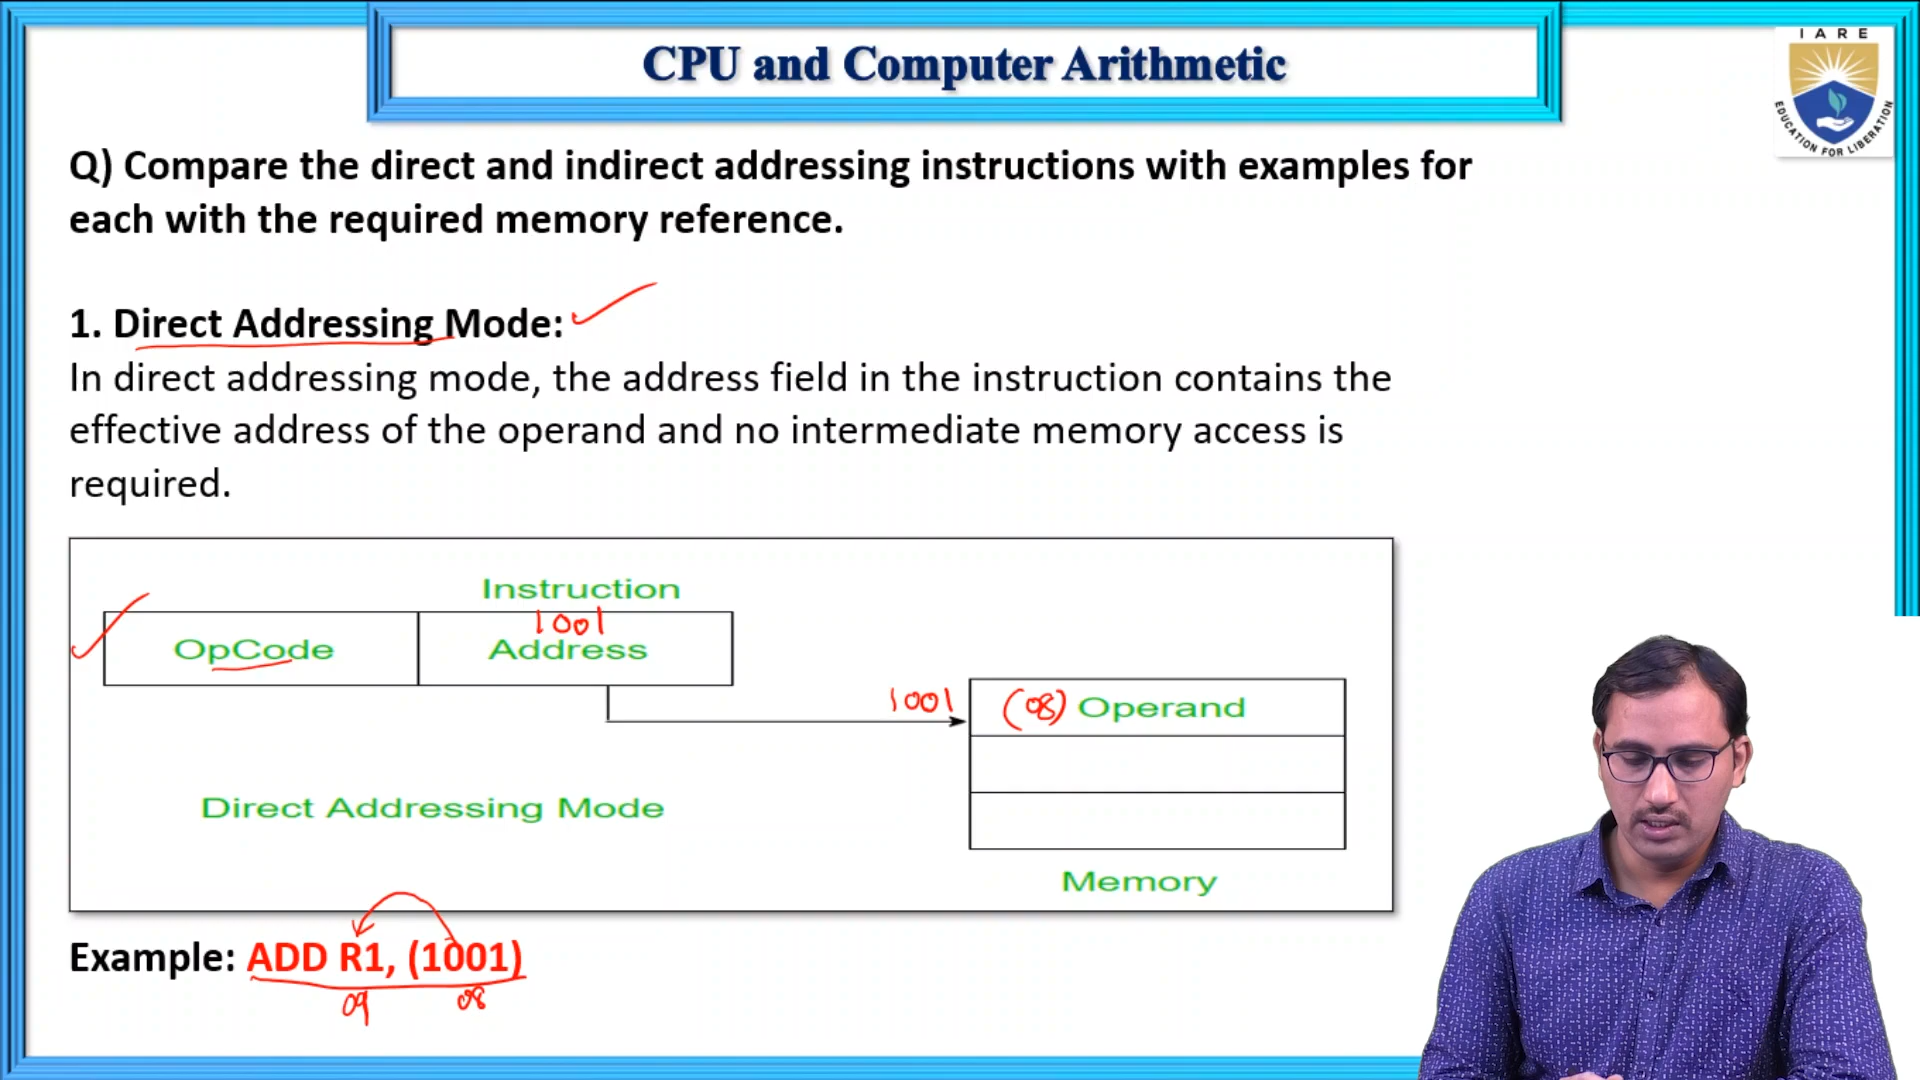 CPU and Computer Arithmetic
IARE
EDUCATION FOR LIBERATION
Q) Compare the direct and indirect addressing instructions with examples for
each with the required memory reference.
1. Direct Addressing Mode:
In direct addressing mode, the address field in the instruction contains the
effective address of the operand and no intermediate memory access is
required.
Instruction
1001
OpCode Address
1001 (08) Operand
Direct Addressing Mode
Memory
Example: ADD R1, (1001)
09 08